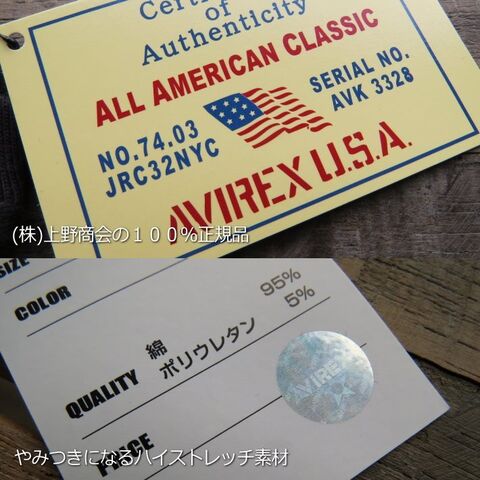 Certificate
of
Authenticity
ALL AMERICAN CLASSIC
NO.74.03
JRC32NYC
SERIAL NO.
AVK 3328
AVIREX U.S.A.
(株)上野商会の１００%正規品
SIZE
COLOR
QUALITY 綿 95%
ポリウレタン 5%
AVIREX
PRICE
やみつきになるハイストレッチ素材